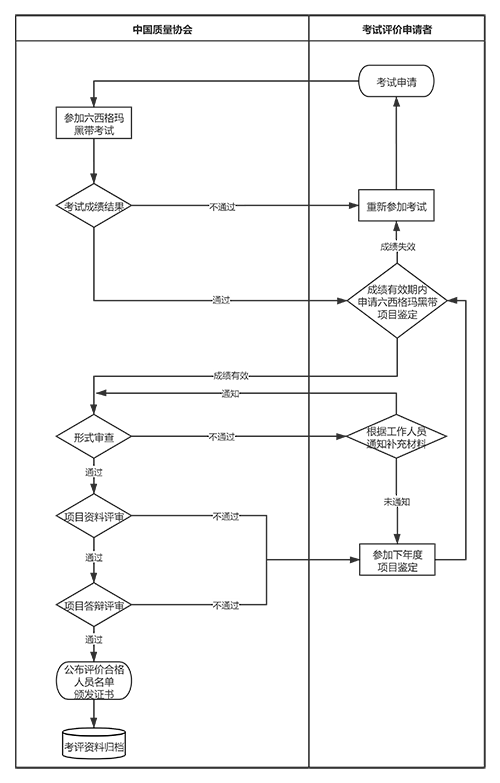 中国质量协会
考试评价申请者
考试申请
参加六西格玛
黑带考试
考试成绩结果
不通过
重新参加考试
成绩失效
通过
成绩有效期内
申请六西格玛黑带
项目鉴定
成绩有效
通知
形式审查
不通过
根据工作人员
通知补充材料
通过
未通知
项目资料评审
不通过
通过
参加下年度
项目鉴定
项目答辩评审
不通过
通过
公布评价合格
人员名单
颁发证书
考评资料归档